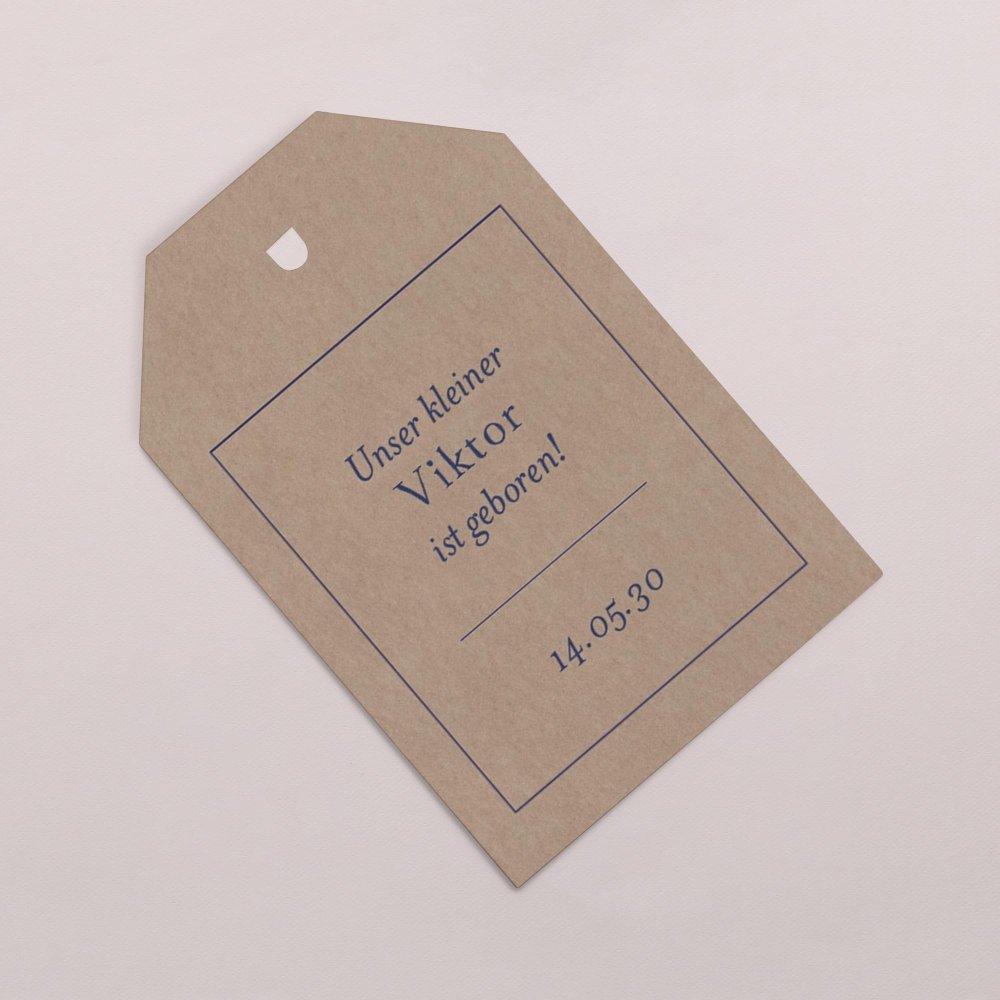 Unser kleiner
Viktor
ist geboren!
14.05.30